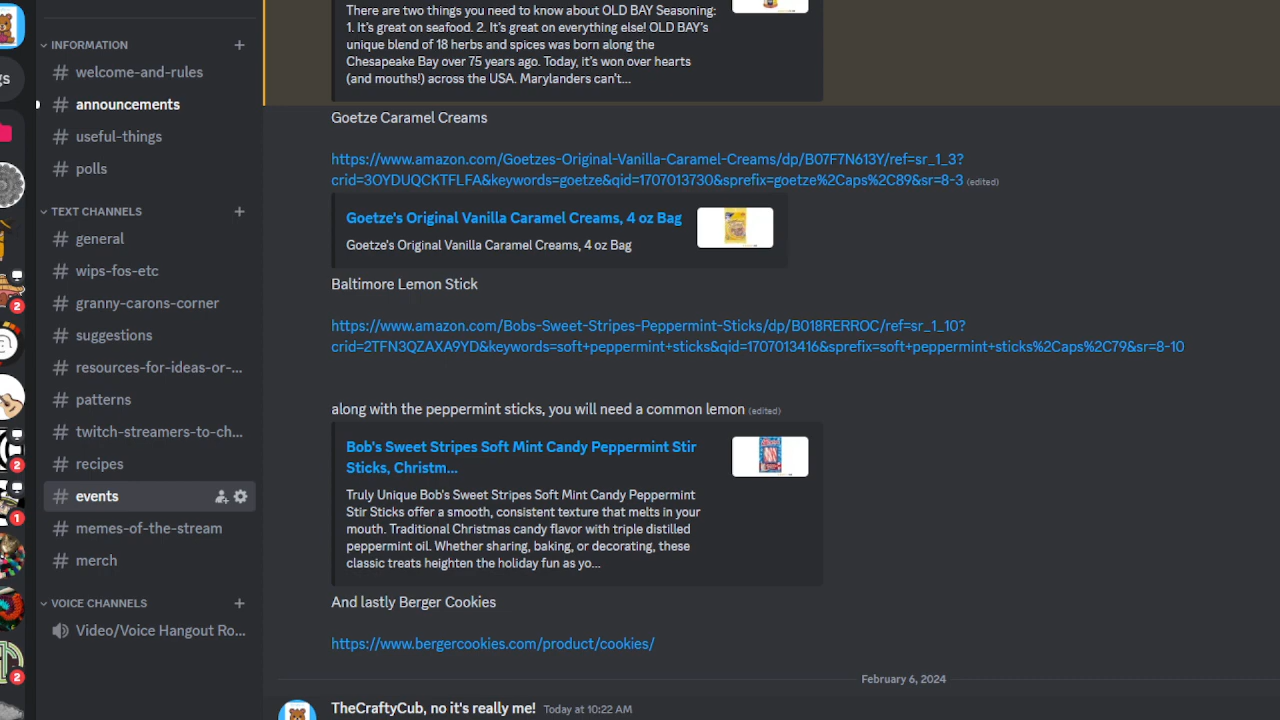 gs
INFORMATION
welcome-and-rules
announcements
useful-things
polls
TEXT CHANNELS
general
wips-fos-etc
granny-carons-corner
suggestions
resources-for-ideas-or-...
patterns
twitch-streamers-to-ch...
recipes
events
memes-of-the-stream
merch
VOICE CHANNELS
Video/Voice Hangout Ro...
2
2
1
2
There are two things you need to know about OLD BAY Seasoning:
1. It's great on seafood. 2. It's great on everything else! OLD BAY's
unique blend of 18 herbs and spices was born along the
Chesapeake Bay over 75 years ago. Today, it's won over hearts
(and mouths!) across the USA. Marylanders can't...
Goetze Caramel Creams
https://www.amazon.com/Goetzes-Original-Vanilla-Caramel-Creams/dp/B07F7N613Y/ref=sr_1_3?
crid=3OYDUQCKTFLFA&keywords=goetze&qid=1707013730&sprefix=goetze%2Caps%2C89&sr=8-3 (edited)
Goetze's Original Vanilla Caramel Creams, 4 oz Bag
Goetze's Original Vanilla Caramel Creams, 4 oz Bag
Baltimore Lemon Stick
https://www.amazon.com/Bobs-Sweet-Stripes-Peppermint-Sticks/dp/B018RERROC/ref=sr_1_10?
crid=2TFN3QZAXA9YD&keywords=soft+peppermint+sticks&qid=1707013416&sprefix=soft+peppermint+sticks%2Caps%2C79&sr=8-10
along with the peppermint sticks, you will need a common lemon (edited)
Bob's Sweet Stripes Soft Mint Candy Peppermint Stir
Sticks, Christm...
Truly Unique Bob's Sweet Stripes Soft Mint Candy Peppermint
Stir Sticks offer a smooth, consistent texture that melts in your
mouth. Traditional Christmas candy flavor with triple distilled
peppermint oil. Whether sharing, baking, or decorating, these
classic treats heighten the holiday fun as yo...
And lastly Berger Cookies
https://www.bergercookies.com/product/cookies/
February 6, 2024
TheCraftyCub, no it's really me! Today at 10:22 AM